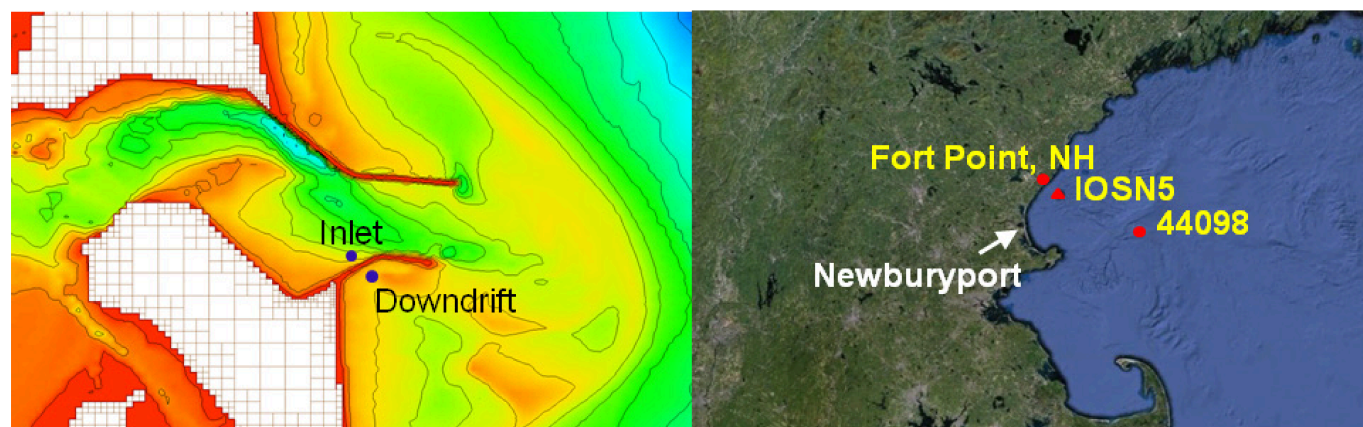 Inlet
Downdrift
Fort Point, NH
IOSN5
44098
Newburyport